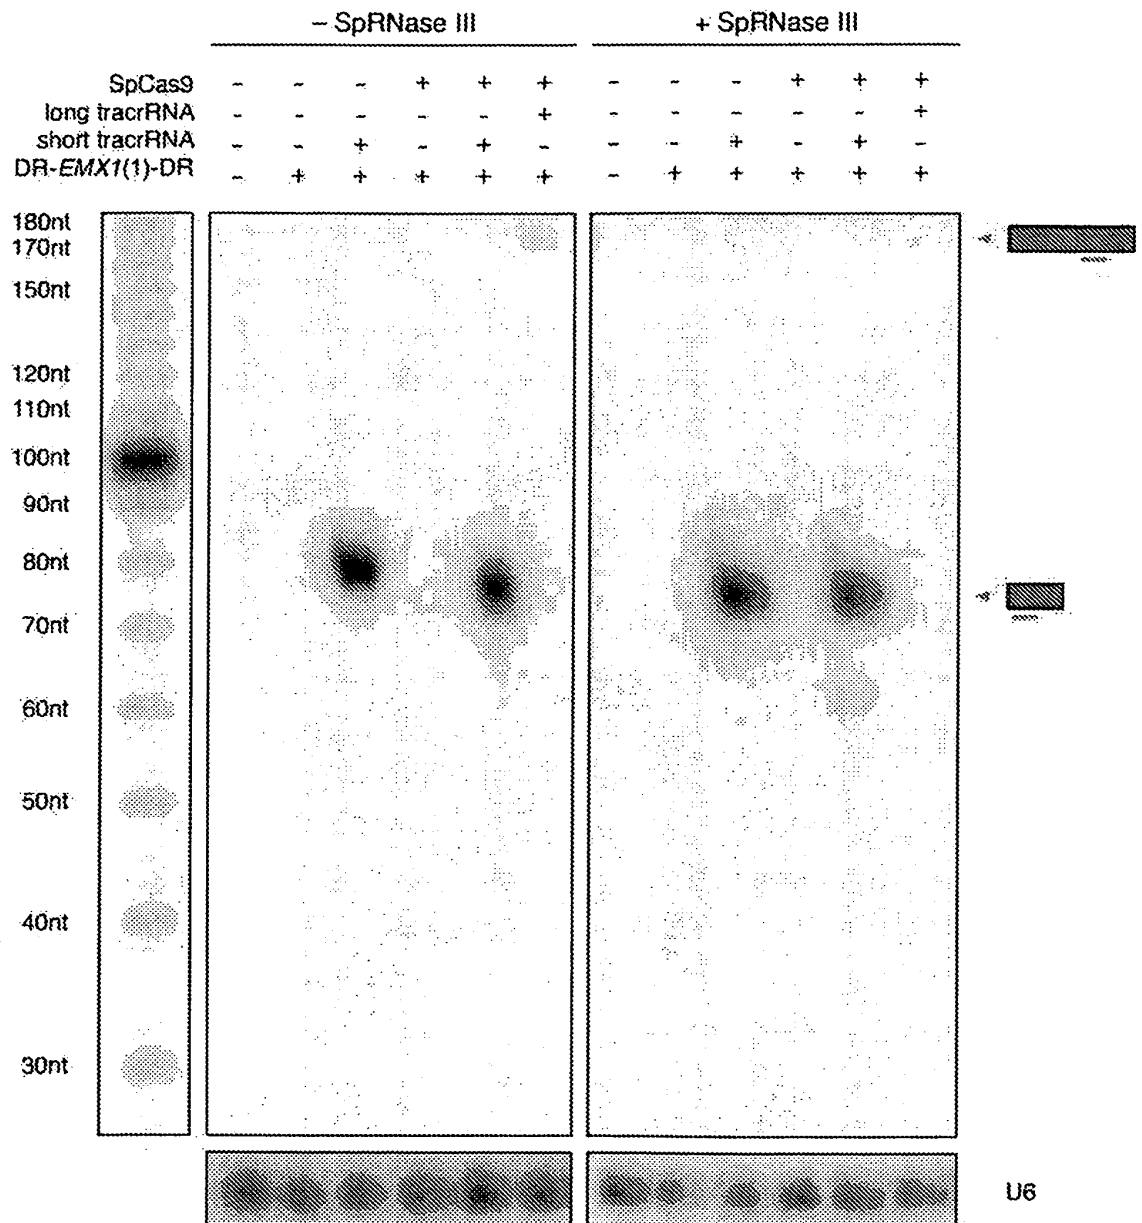 – SpRNase III + SpRNase III
SpCas9 - - - + + + - - - + + +
long tracrRNA - - - - - + - - - - - +
short tracrRNA - - + - + - - - + - + -
DR-EMX1(1)-DR - + + + + + - + + + + +
180nt
170nt
150nt
120nt
110nt
100nt
90nt
80nt
70nt
60nt
50nt
40nt
30nt
U6